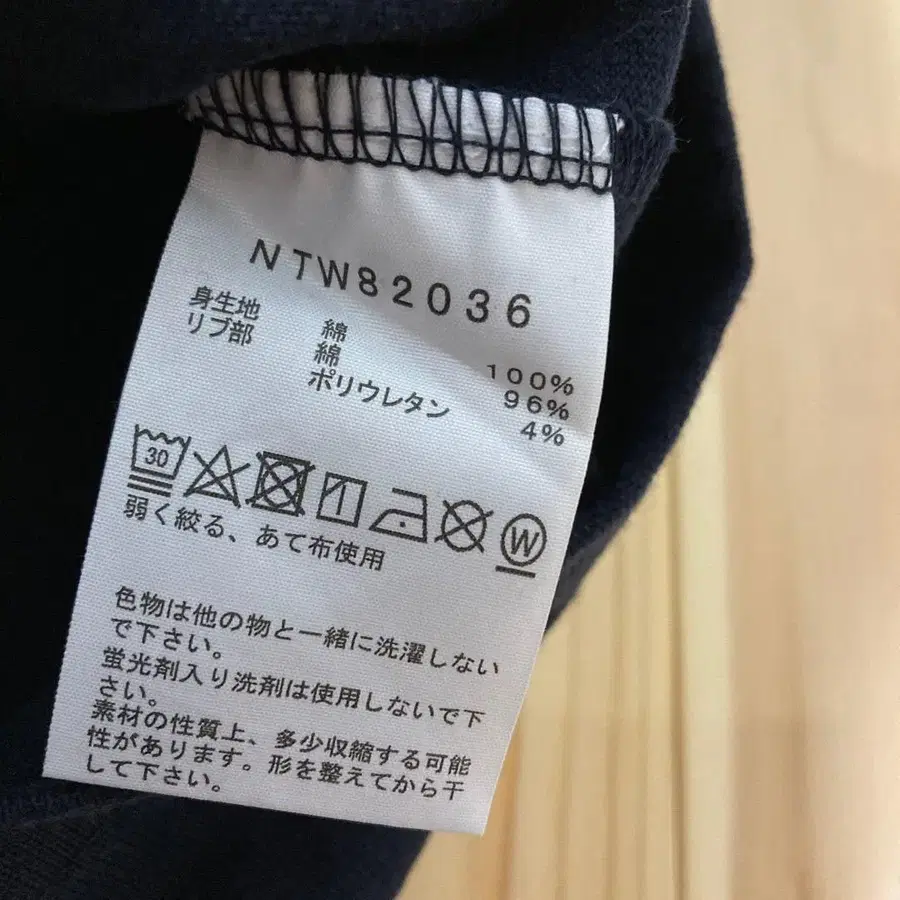 NTW82036
身生地 綿 100%
リブ部 綿 96%
ポリウレタン 4%
30
W
弱く絞る、あて布使用
色物は他の物と一緒に洗濯しない
で下さい。
蛍光剤入り洗剤は使用しないで下
さい。
素材の性質上、多少収縮する可能
性があります。形を整えてから干
して下さい。